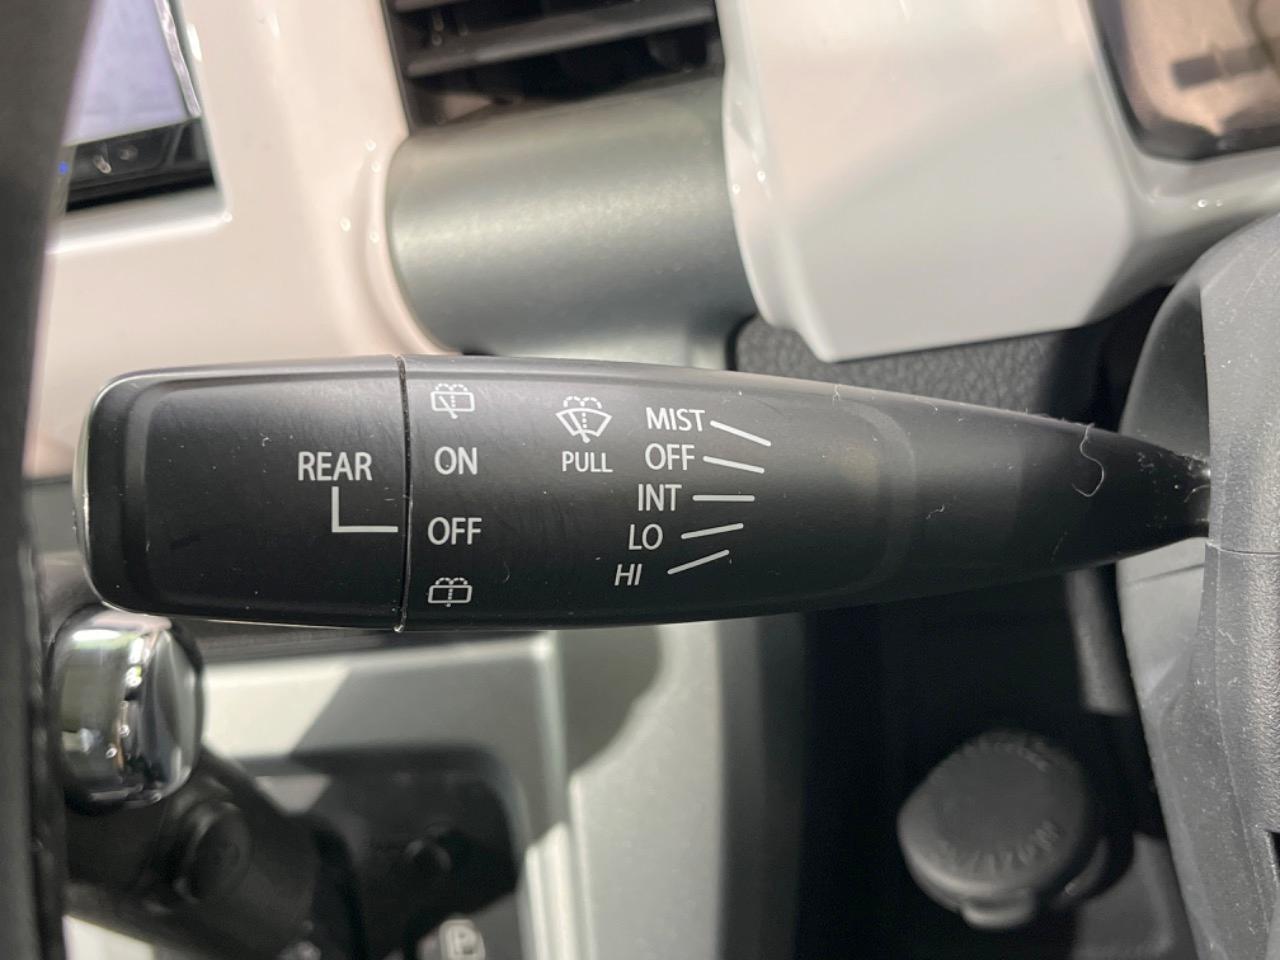 REAR
ON
OFF
PULL
MIST
OFF
INT
LO
HI
P